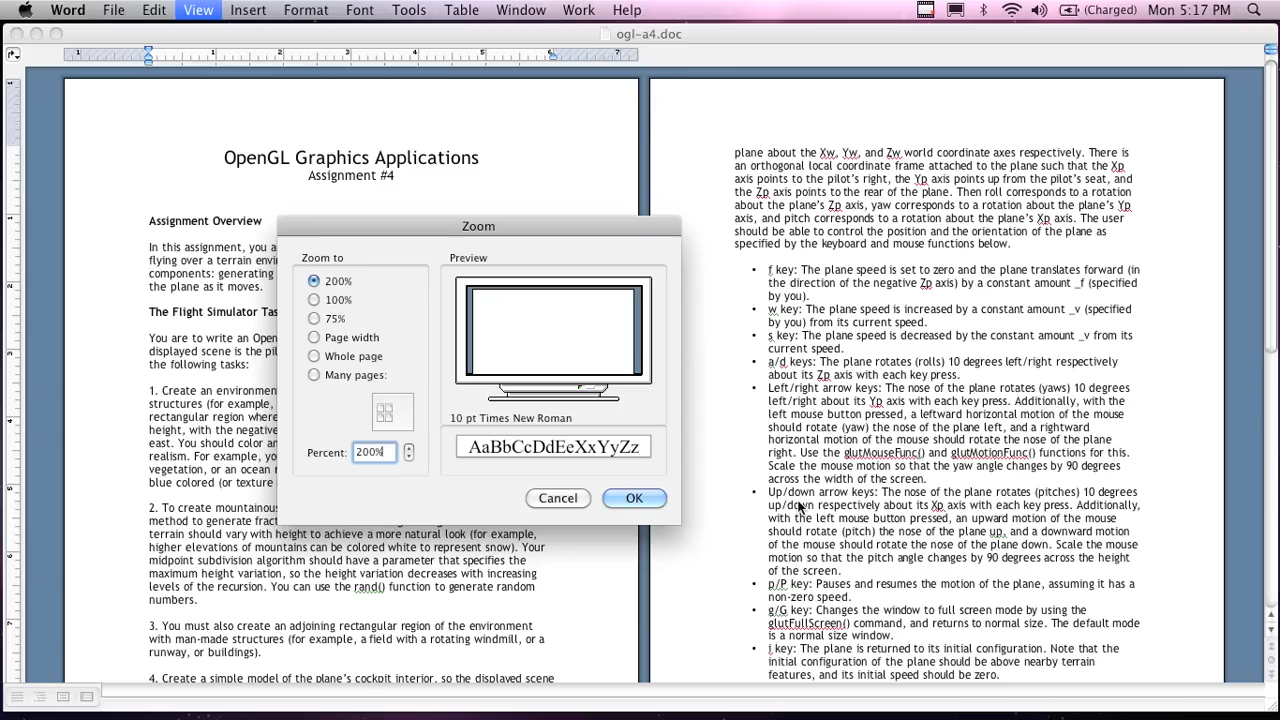 Word File Edit View Insert Format Font Tools Table Window Work Help (Charged) Mon 5:17 PM
ogl-a4.doc
1 1 2 3 4 5 6 7
OpenGL Graphics Applications
Assignment #4
Assignment Overview
In this assignment, you a
flying over a terrain envi
components: generating
the plane as it moves.
The Flight Simulator Tas
You are to write an Open
displayed scene is the pil
the following tasks:
1. Create an environment
structures (for example,
rectangular region where
height, with the negative
east. You should color an
realism. For example, yo
vegetation, or an ocean r
blue colored (or texture
2. To create mountainous
method to generate fract
terrain should vary with height to achieve a more natural look (for example,
higher elevations of mountains can be colored white to represent snow). Your
midpoint subdivision algorithm should have a parameter that specifies the
maximum height variation, so the height variation decreases with increasing
levels of the recursion. You can use the rand() function to generate random
numbers.
3. You must also create an adjoining rectangular region of the environment
with man-made structures (for example, a field with a rotating windmill, or a
runway, or buildings).
4. Create a simple model of the plane's cockpit interior, so the displayed scene
Zoom
Zoom to
200%
100%
75%
Page width
Whole page
Many pages:
Percent: 200%
Preview
10 pt Times New Roman
AaBbCcDdEeXxYyZz
Cancel OK
plane about the Xw, Yw, and Zw world coordinate axes respectively. There is
an orthogonal local coordinate frame attached to the plane such that the Xp
axis points to the pilot's right, the Yp axis points up from the pilot's seat, and
the Zp axis points to the rear of the plane. Then roll corresponds to a rotation
about the plane's Zp axis, yaw corresponds to a rotation about the plane's Yp
axis, and pitch corresponds to a rotation about the plane's Xp axis. The user
should be able to control the position and the orientation of the plane as
specified by the keyboard and mouse functions below.
• f key: The plane speed is set to zero and the plane translates forward (in
the direction of the negative Zp axis) by a constant amount _f (specified
by you).
• w key: The plane speed is increased by a constant amount _v (specified
by you) from its current speed.
• s key: The plane speed is decreased by the constant amount _v from its
current speed.
• a/d keys: The plane rotates (rolls) 10 degrees left/right respectively
about its Zp axis with each key press.
• Left/right arrow keys: The nose of the plane rotates (yaws) 10 degrees
left/right about its Yp axis with each key press. Additionally, with the
left mouse button pressed, a leftward horizontal motion of the mouse
should rotate (yaw) the nose of the plane left, and a rightward
horizontal motion of the mouse should rotate the nose of the plane
right. Use the glutMouseFunc() and glutMotionFunc() functions for this.
Scale the mouse motion so that the yaw angle changes by 90 degrees
across the width of the screen.
• Up/down arrow keys: The nose of the plane rotates (pitches) 10 degrees
up/down respectively about its Xp axis with each key press. Additionally,
with the left mouse button pressed, an upward motion of the mouse
should rotate (pitch) the nose of the plane up, and a downward motion
of the mouse should rotate the nose of the plane down. Scale the mouse
motion so that the pitch angle changes by 90 degrees across the height
of the screen.
• p/P key: Pauses and resumes the motion of the plane, assuming it has a
non-zero speed.
• g/G key: Changes the window to full screen mode by using the
glutFullScreen() command, and returns to normal size. The default mode
is a normal size window.
• i key: The plane is returned to its initial configuration. Note that the
initial configuration of the plane should be above nearby terrain
features, and its initial speed should be zero.